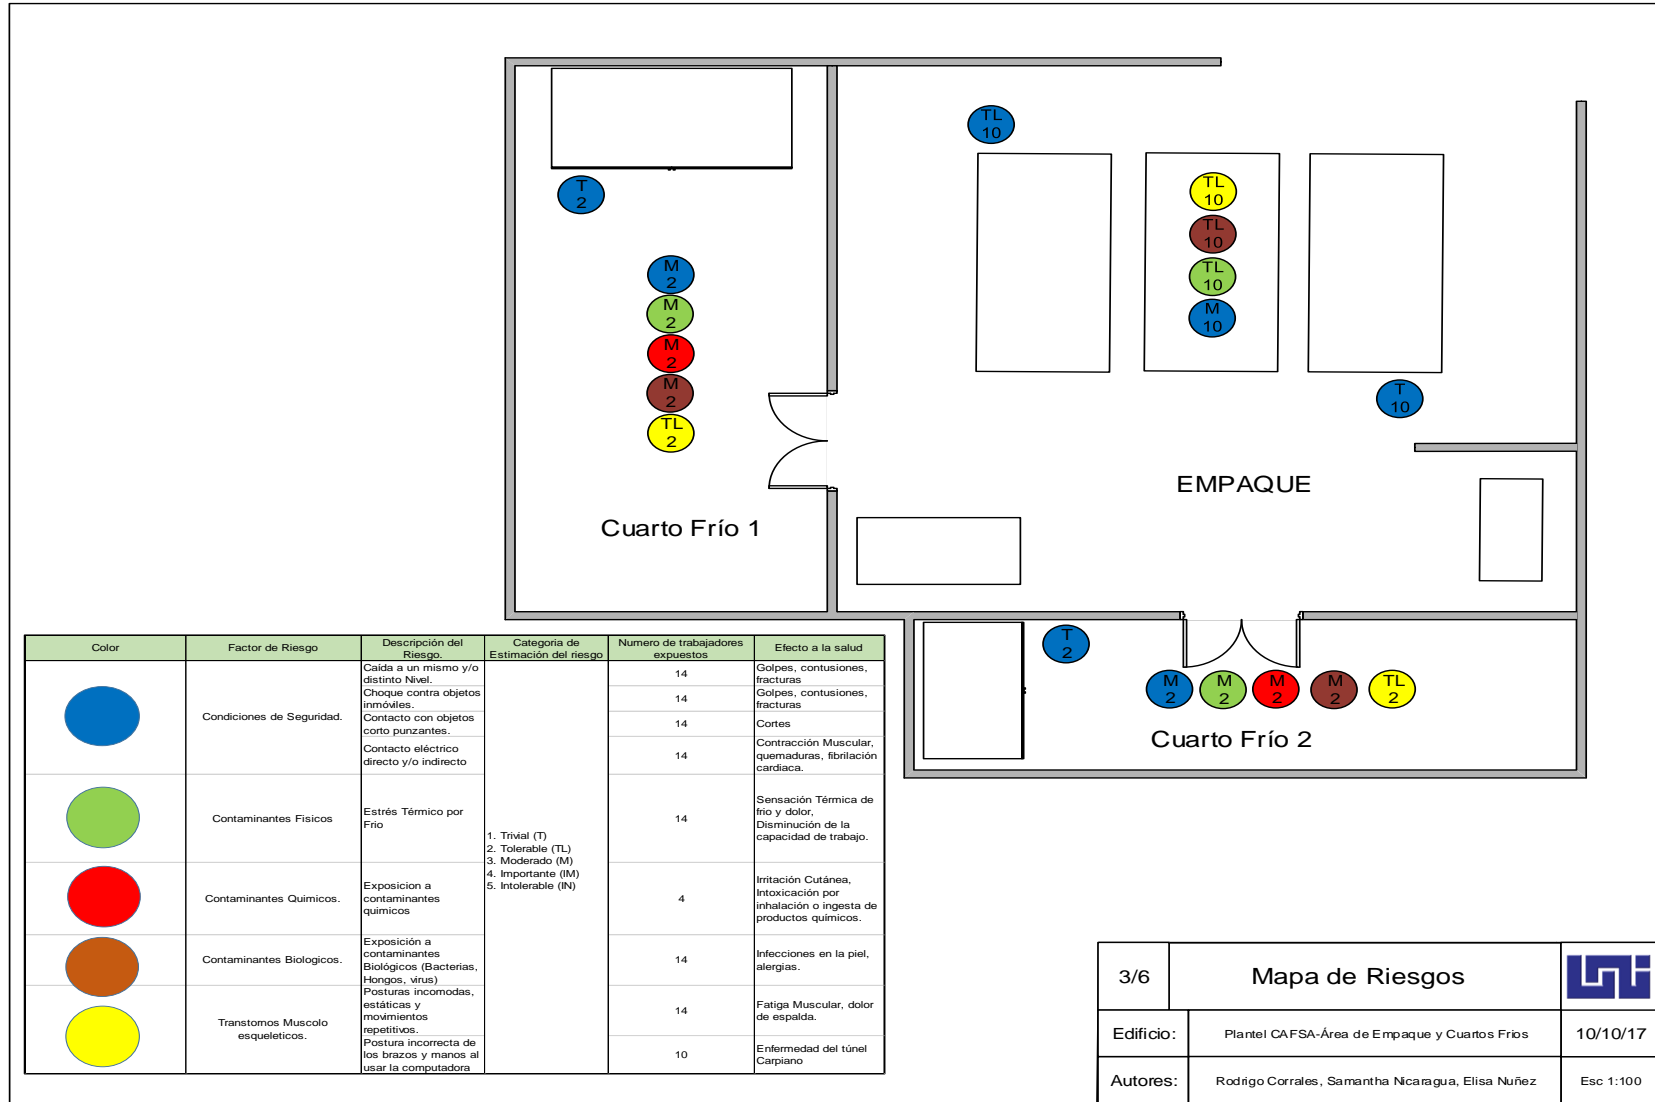 TL
10
T
2
TL
10
TL
10
TL
10
M
10
M
2
M
2
M
2
M
2
TL
2
T
10
EMPAQUE
Cuarto Frío 1
T
2
M
2
M
2
M
2
M
2
TL
2
Cuarto Frío 2
Color
Factor de Riesgo
Descripción del
Riesgo.
Categoria de
Estimación del riesgo
Numero de trabajadores
expuestos
Efecto a la salud
Condiciones de Seguridad.
Caída a un mismo y/o
distinto Nivel.
14
Golpes, contusiones,
fracturas
Choque contra objetos
inmóviles.
14
Golpes, contusiones,
fracturas
Contacto con objetos
corto punzantes.
14
Cortes
Contacto eléctrico
directo y/o indirecto
14
Contracción Muscular,
quemaduras, fibrilación
cardiaca.
Contaminantes Fisicos
Estrés Térmico por
Frio
14
Sensación Térmica de
frio y dolor,
Disminución de la
capacidad de trabajo.
1. Trivial (T)
2. Tolerable (TL)
3. Moderado (M)
4. Importante (IM)
5. Intolerable (IN)
Contaminantes Quimicos.
Exposicion a
contaminantes
quimicos
4
Irritación Cutánea,
Intoxicación por
inhalación o ingesta de
productos químicos.
Contaminantes Biologicos.
Exposición a
contaminantes
Biológicos (Bacterias,
Hongos, virus)
14
Infecciones en la piel,
alergias.
Transtornos Muscolo
esqueleticos.
Posturas incomodas,
estáticas y
movimientos
repetitivos.
14
Fatiga Muscular, dolor
de espalda.
Postura incorrecta de
los brazos y manos al
usar la computadora
10
Enfermedad del túnel
Carpiano
3/6
Mapa de Riesgos
Edificio:
Plantel CAFSA-Área de Empaque y Cuartos Frios
10/10/17
Autores:
Rodrigo Corrales, Samantha Nicaragua, Elisa Nuñez
Esc 1:100